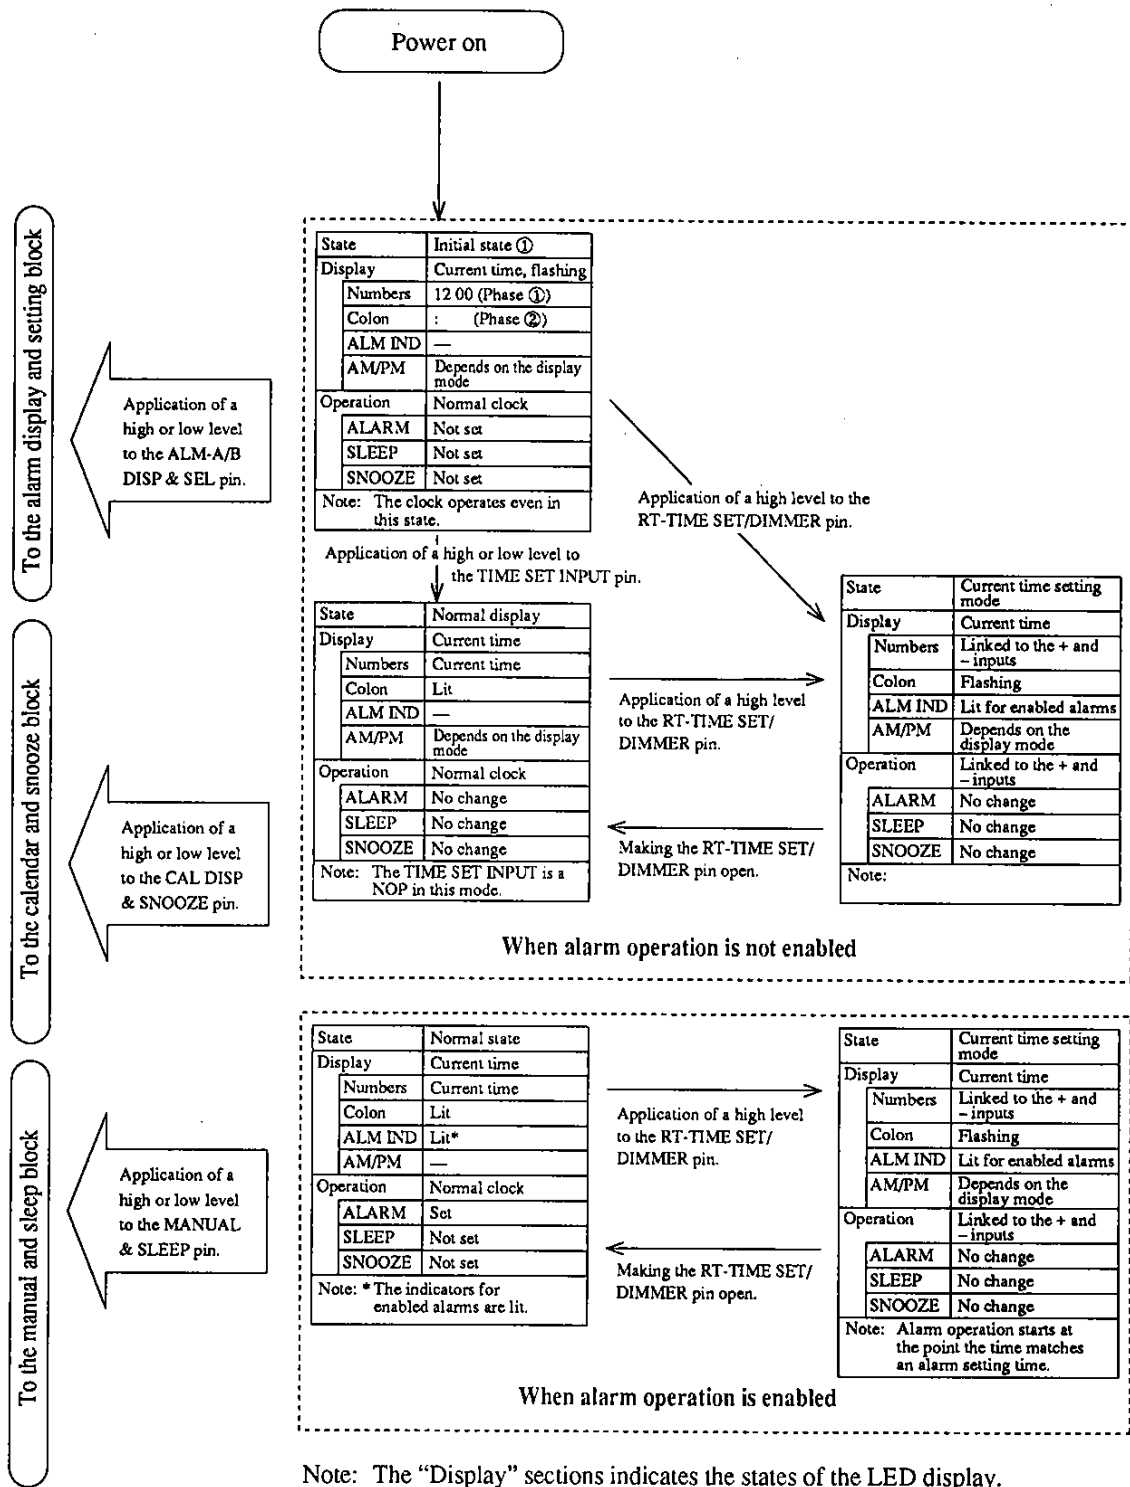 Power on
To the alarm display and setting block
Application of a
high or low level
to the ALM-A/B
DISP & SEL pin.
State Initial state ①
Display Current time, flashing
Numbers 12 00 (Phase ①)
Colon : (Phase ②)
ALM IND —
AM/PM Depends on the display
mode
Operation Normal clock
ALARM Not set
SLEEP Not set
SNOOZE Not set
Note: The clock operates even in
this state.
Application of a high level to the
RT-TIME SET/DIMMER pin.
Application of a high or low level to
the TIME SET INPUT pin.
To the calendar and snooze block
Application of a
high or low level
to the CAL DISP
& SNOOZE pin.
State Normal display
Display Current time
Numbers Current time
Colon Lit
ALM IND —
AM/PM Depends on the display
mode
Operation Normal clock
ALARM No change
SLEEP No change
SNOOZE No change
Note: The TIME SET INPUT is a
NOP in this mode.
Application of a high level
to the RT-TIME SET/
DIMMER pin.
Making the RT-TIME SET/
DIMMER pin open.
State Current time setting
mode
Display Current time
Numbers Linked to the + and
– inputs
Colon Flashing
ALM IND Lit for enabled alarms
AM/PM Depends on the
display mode
Operation Linked to the + and
– inputs
ALARM No change
SLEEP No change
SNOOZE No change
Note:
When alarm operation is not enabled
To the manual and sleep block
Application of a
high or low level
to the MANUAL
& SLEEP pin.
State Normal state
Display Current time
Numbers Current time
Colon Lit
ALM IND Lit*
AM/PM —
Operation Normal clock
ALARM Set
SLEEP Not set
SNOOZE Not set
Note: * The indicators for
enabled alarms are lit.
Application of a high level
to the RT-TIME SET/
DIMMER pin.
Making the RT-TIME SET/
DIMMER pin open.
State Current time setting
mode
Display Current time
Numbers Linked to the + and
– inputs
Colon Flashing
ALM IND Lit for enabled alarms
AM/PM Depends on the
display mode
Operation Linked to the + and
– inputs
ALARM No change
SLEEP No change
SNOOZE No change
Note: Alarm operation starts at
the point the time matches
an alarm setting time.
When alarm operation is enabled
Note: The “Display” sections indicates the states of the LED display.